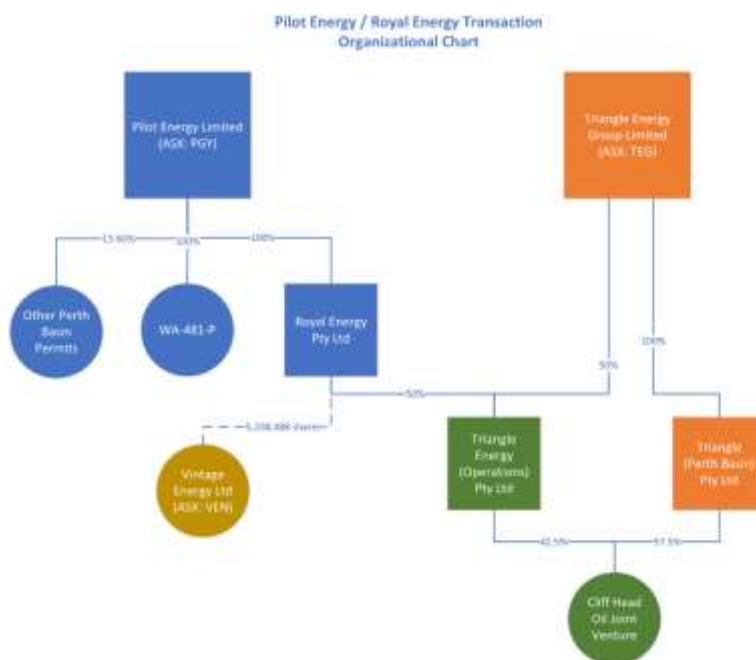 Pilot Energy / Royal Energy Transaction
Organizational Chart
Pilot Energy Limited
(ASX: PGY)
Triangle Energy
Group Limited
(ASX: TEG)
100%
100%
Other Perth
Basin
Permits
WA-481-P
Royal Energy
Pty Ltd
50%
100%
50%
shares
Vintage
Energy Ltd
(ASX: VEN)
Triangle
Energy
(Operations)
Pty Ltd
Triangle
(Perth Basin)
Pty Ltd
42.5%
57.5%
Cliff Head
Oil Joint
Venture